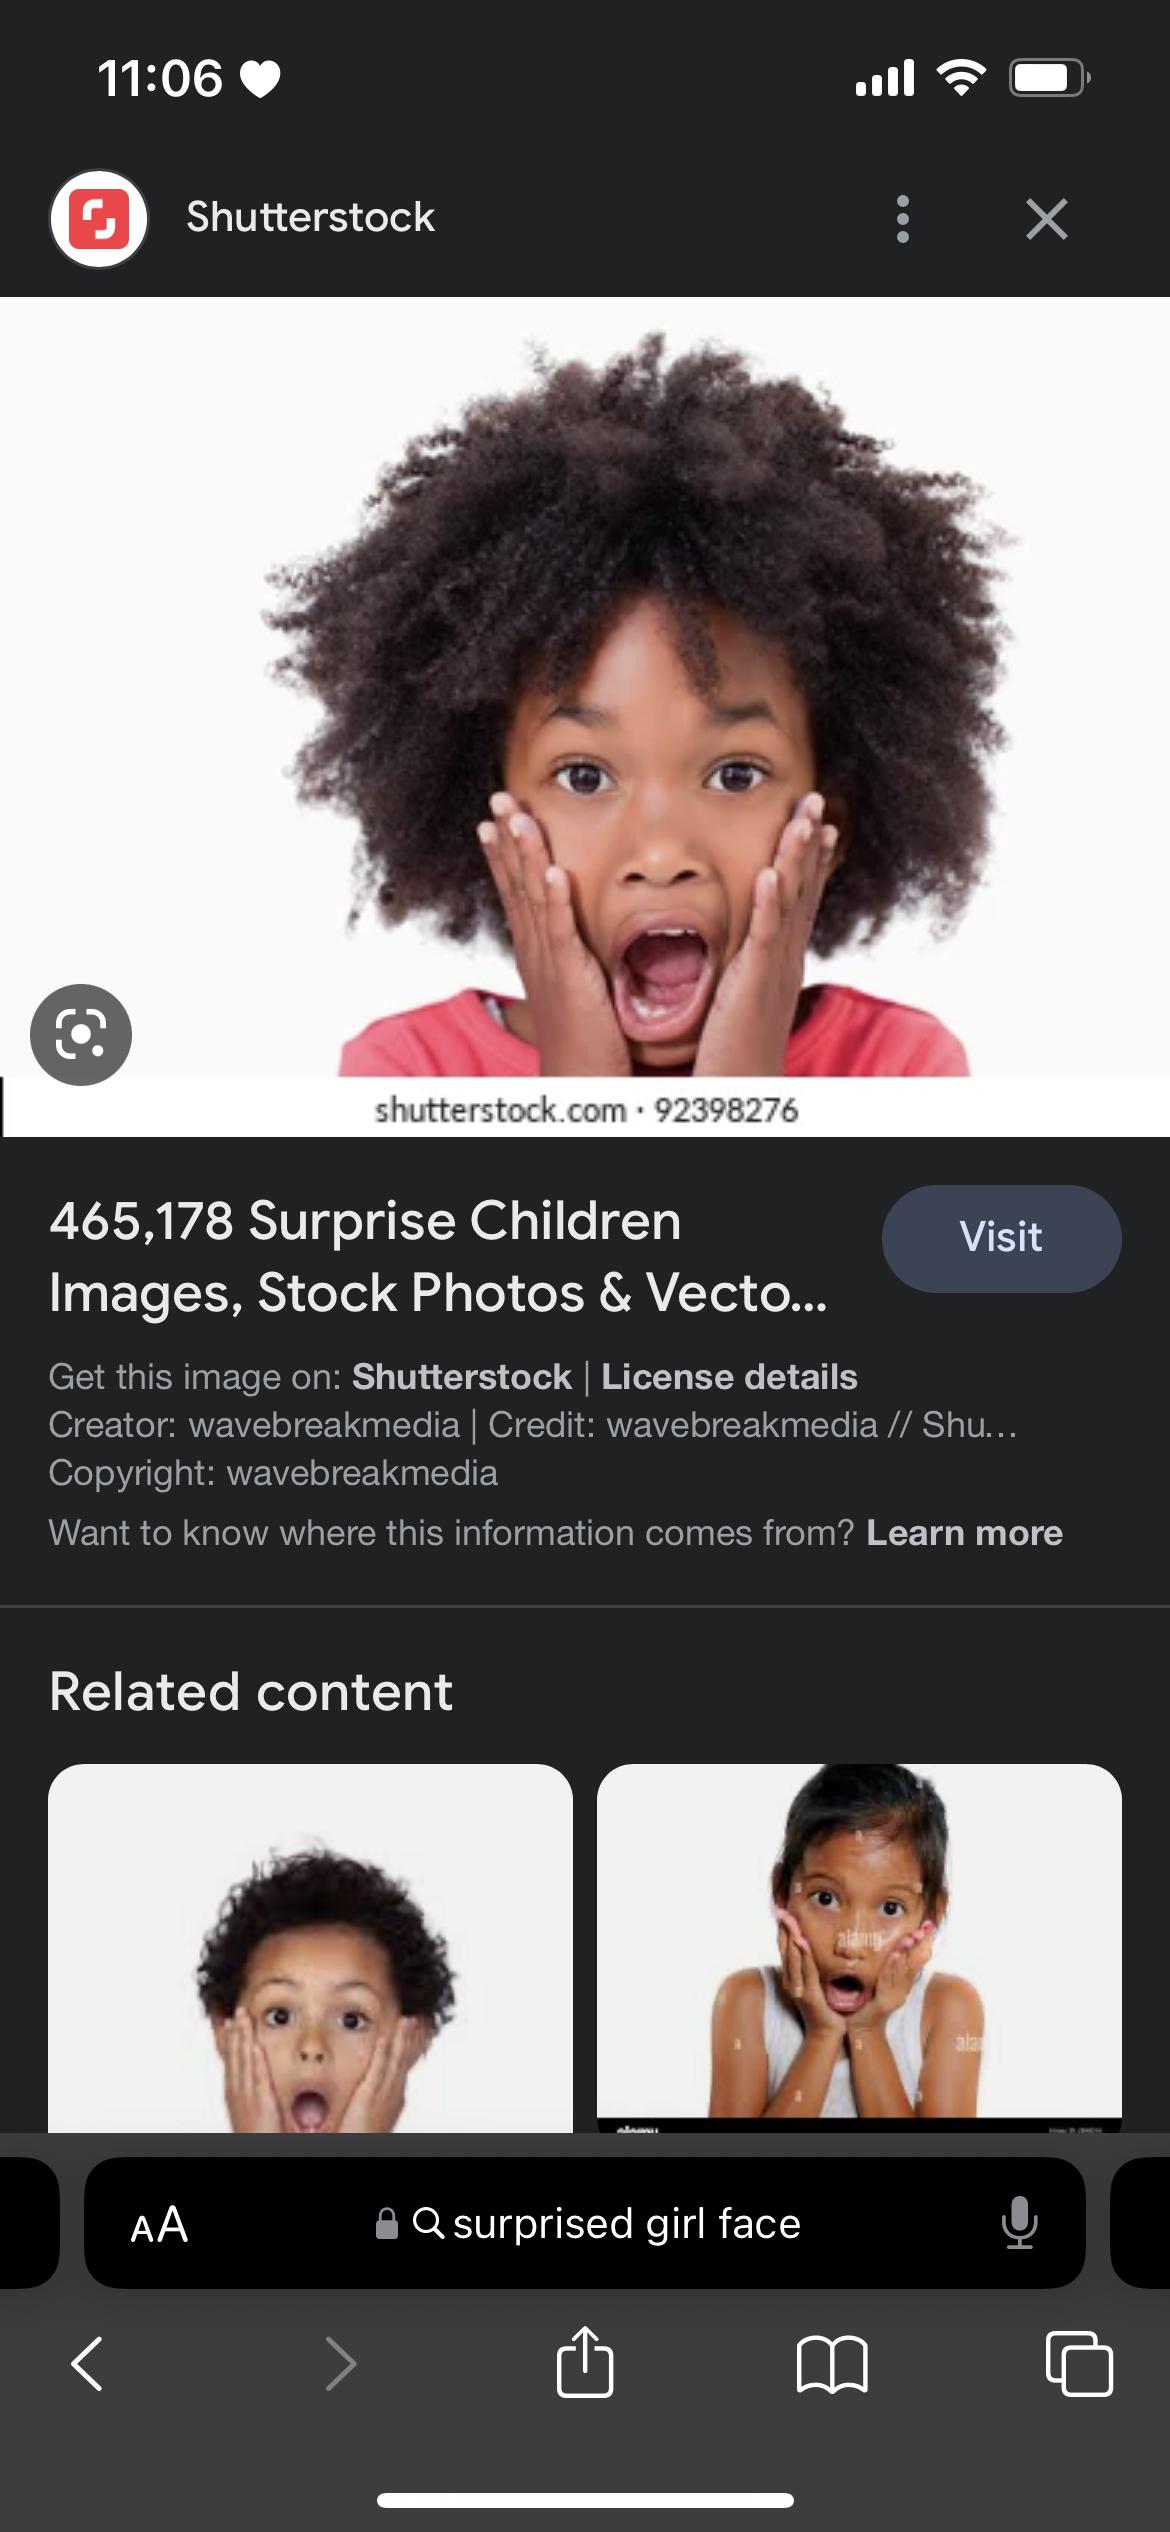 11:06
Shutterstock
shutterstock.com · 92398276
465,178 Surprise Children
Images, Stock Photos & Vecto...
Visit
Get this image on: Shutterstock | License details
Creator: wavebreakmedia | Credit: wavebreakmedia // Shu...
Copyright: wavebreakmedia
Want to know where this information comes from? Learn more
Related content
a
a
a
alamy
a
a
a
ala
a
alamy
AA
surprised girl face